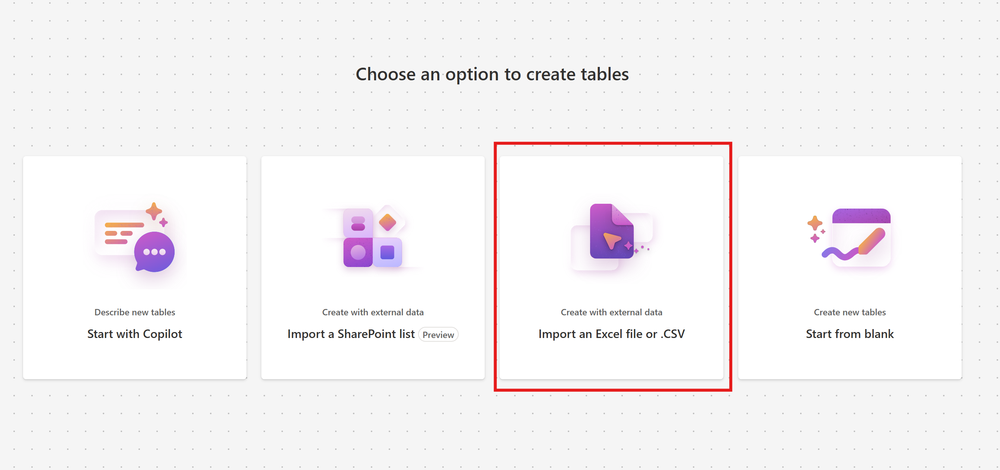 Choose an option to create tables
Describe new tables
Start with Copilot
Create with external data
Import a SharePoint list Preview
Create with external data
Import an Excel file or .CSV
Create new tables
Start from blank